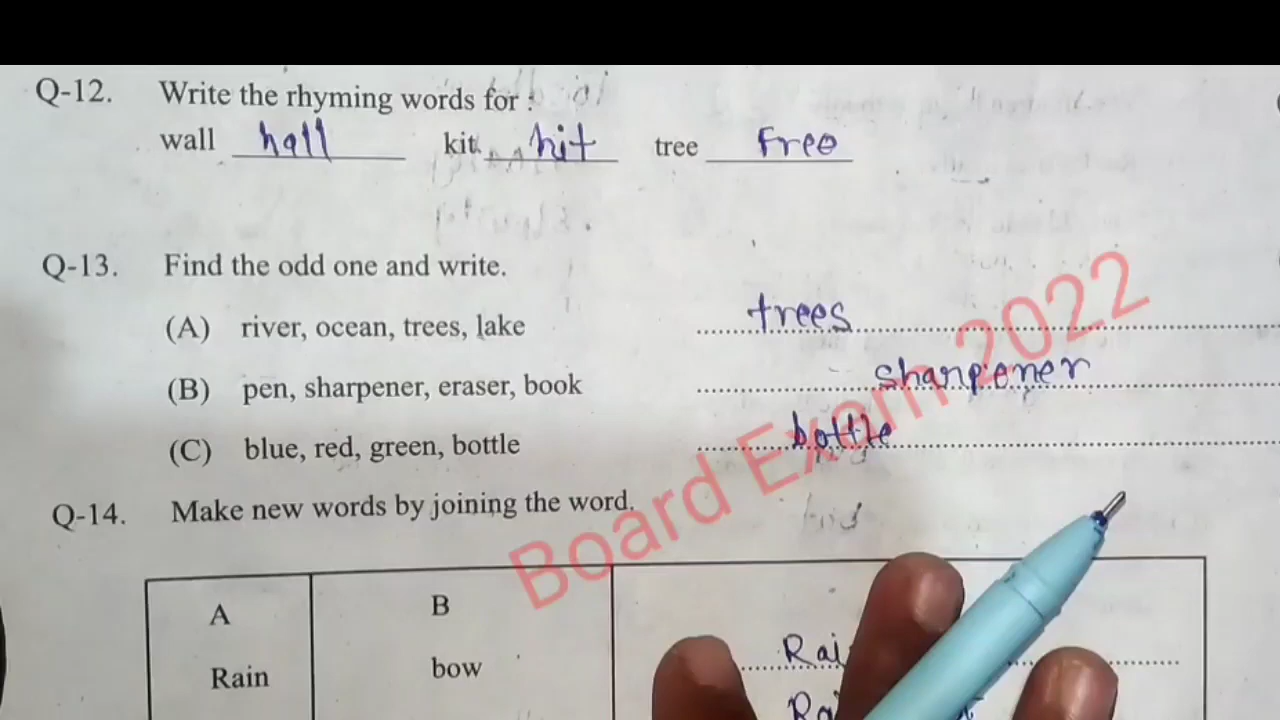 Q-12. Write the rhyming words for :
wall hall kit hit tree Free
Q-13. Find the odd one and write.
(A) river, ocean, trees, lake trees
(B) pen, sharpener, eraser, book sharpener
(C) blue, red, green, bottle bottle
Board Exam 2022
Q-14. Make new words by joining the word.
A B
Rain bow